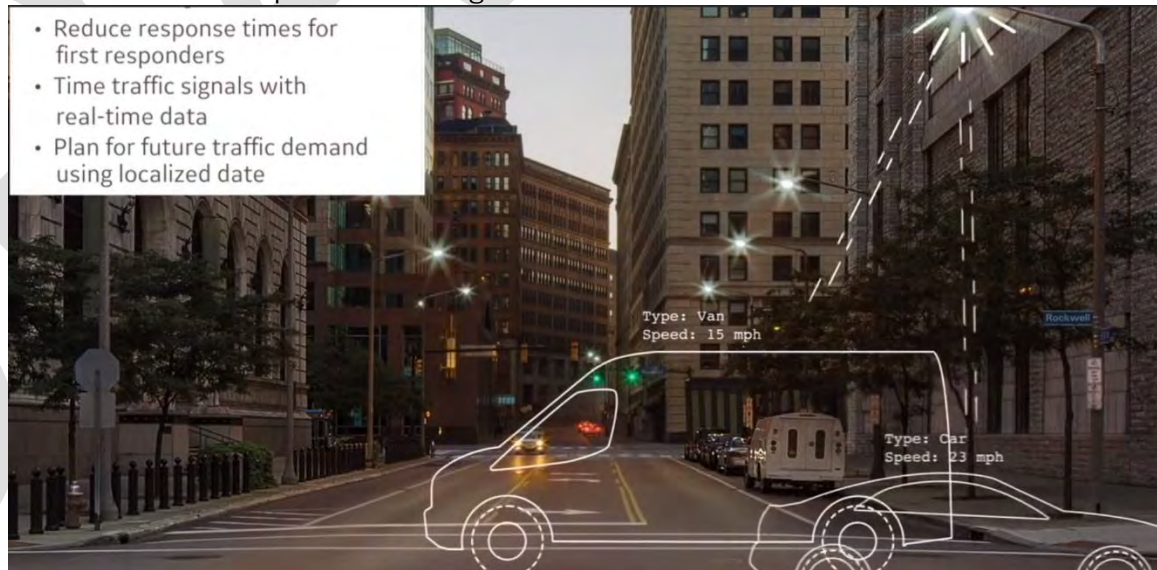 • Reduce response times for
first responders
• Time traffic signals with
real-time data
• Plan for future traffic demand
using localized date
Type: Van
Speed: 15 mph
Rockwell
Type: Car
Speed: 23 mph